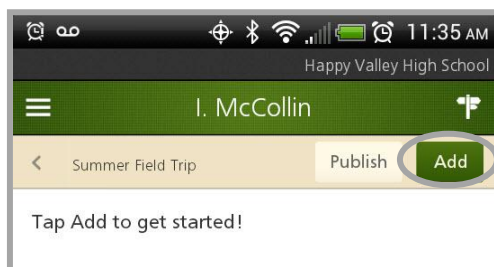 11:35 AM
Happy Valley High School
I. McCollin
Summer Field Trip Publish Add
Tap Add to get started!